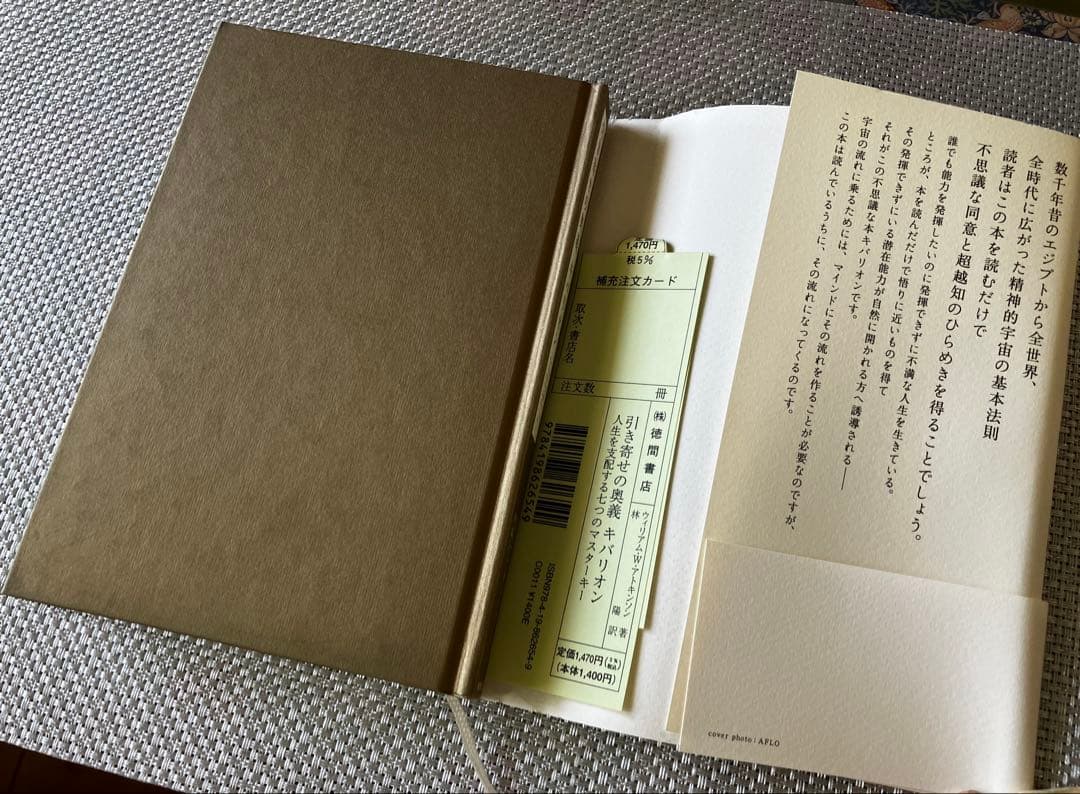 1,470円
税5%
補充注文カード
取次・書店名
注文数
冊
㈱徳間書店
引き寄せの奥義 キバリオン
人生を支配する七つのマスターキー
ウィリアム・W・アトキンソン 著
林 陽 訳
9784198626549
ISBN978-4-19-862654-9
C0011 ¥1400E
定価1,470円
(本体1,400円)
数千年昔のエジプトから全世界、
全時代に広がった精神的宇宙の基本法則
読者はこの本を読むだけで
不思議な同意と超越知のひらめきを得ることでしょう。
誰でも能力を発揮したいのに発揮できずに不満な人生を生きている。
ところが、本を読んだだけで悟りに近いものを得て
その発揮できずにいる潜在能力が自然に開かれる方へ誘導される——
それがこの不思議な本キバリオンです。
宇宙の流れに乗るためには、マインドにその流れを作ることが必要なのですが、
この本は読んでいるうちに、その流れになってくるのです。
cover photo : AFLO